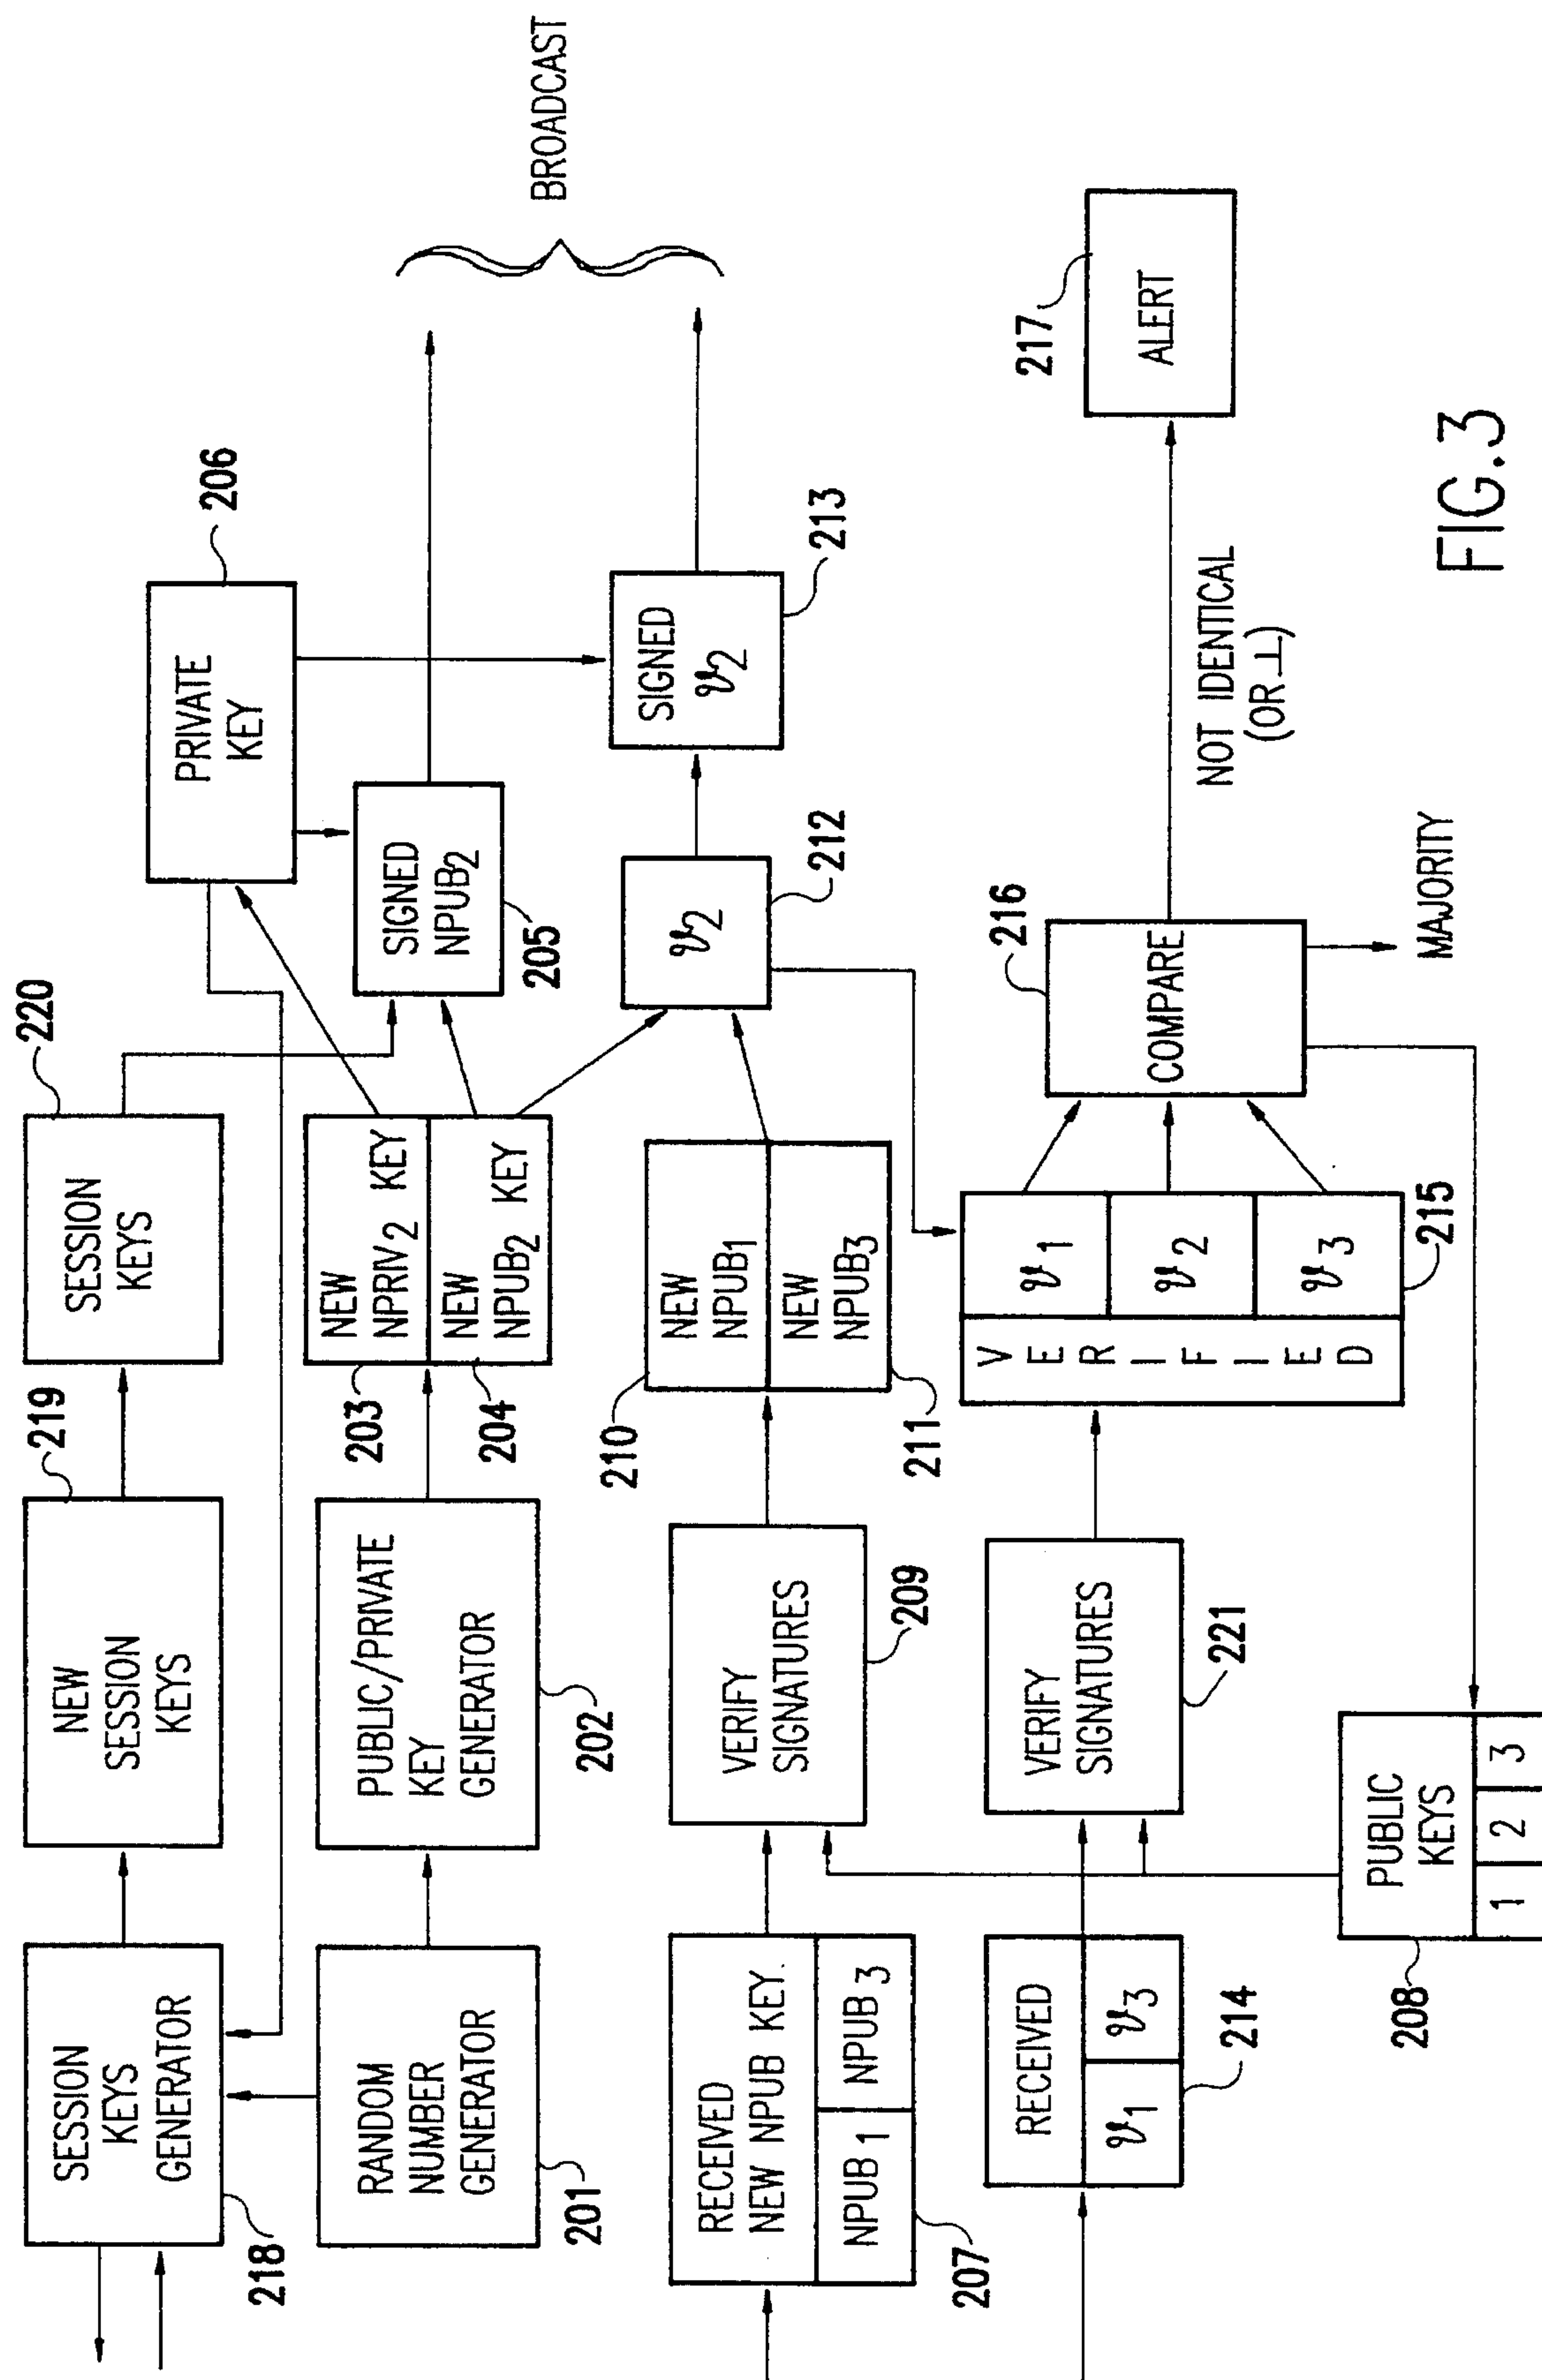 SESSION
KEYS
GENERATOR
218
NEW
SESSION
KEYS
219
SESSION
KEYS
220
PRIVATE
KEY
206
RANDOM
NUMBER
GENERATOR
201
PUBLIC/PRIVATE
KEY
GENERATOR
202
NEW
NPRIV₂ KEY
203
NEW
NPUB₂ KEY
204
SIGNED
NPUB₂
205
BROADCAST
RECEIVED
NEW NPUB KEY.
NPUB₁ NPUB₃
207
VERIFY
SIGNATURES
209
NEW
NPUB₁
210
NEW
NPUB₃
211
v₂
212
SIGNED
v₂
213
RECEIVED
v₁ v₃
214
VERIFY
SIGNATURES
221
VERIFIED
v₁
v₂
v₃
215
COMPARE
216
MAJORITY
NOT IDENTICAL
(OR ⊥)
ALERT
217
PUBLIC
KEYS
1 2 3
208
FIG.3